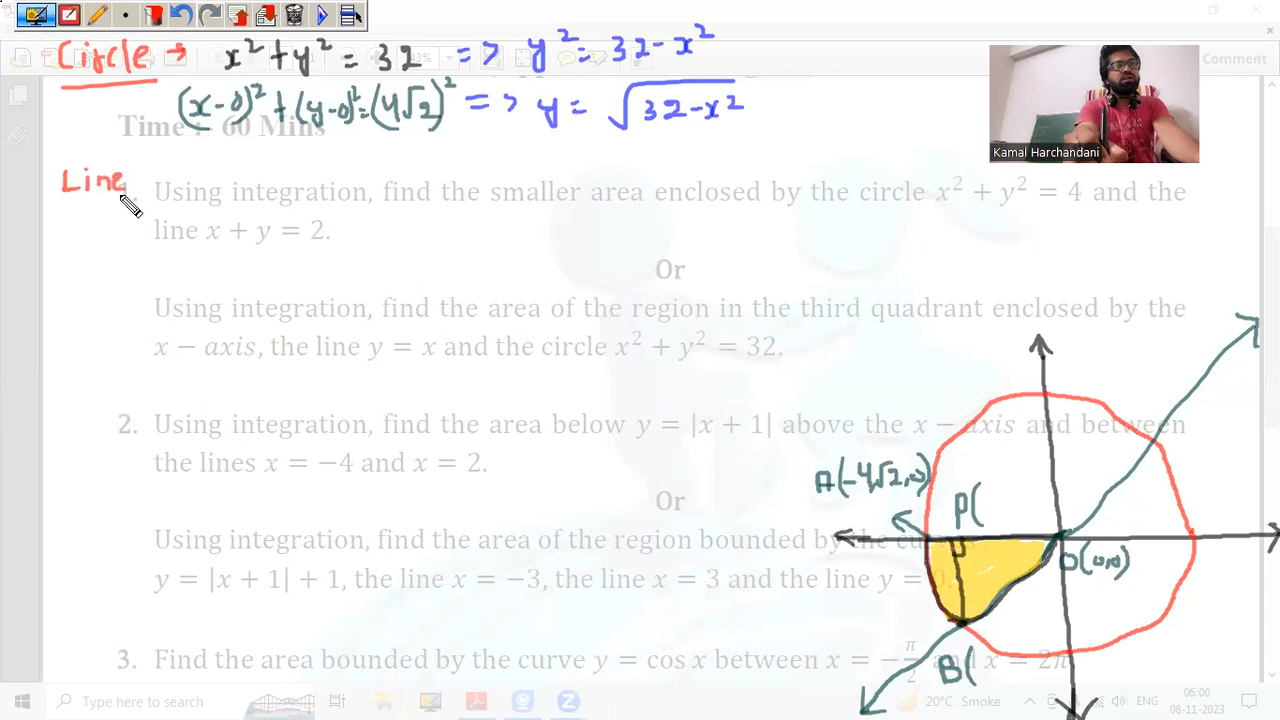 Circle → x² + y² = 32 => y² = 32 - x²
(x-0)² + (y-0)² = (4√2)² => y = √32-x²
Time : 60 Mins
Line
Comment
Kamal Harchandani
Using integration, find the smaller area enclosed by the circle x² + y² = 4 and the
line x + y = 2.
Or
Using integration, find the area of the region in the third quadrant enclosed by the
x − axis, the line y = x and the circle x² + y² = 32.
2. Using integration, find the area below y = |x + 1| above the x − axis and between
the lines x = −4 and x = 2.
Or
Using integration, find the area of the region bounded by the
y = |x + 1| + 1, the line x = −3, the line x = 3 and the line y = 0.
3. Find the area bounded by the curve y = cos x between x = −π/2 and x = 2π
A(-4√2,0)
P(
O(0,0)
B(
Type here to search
20°C Smoke
ENG
06:00
08-11-2023